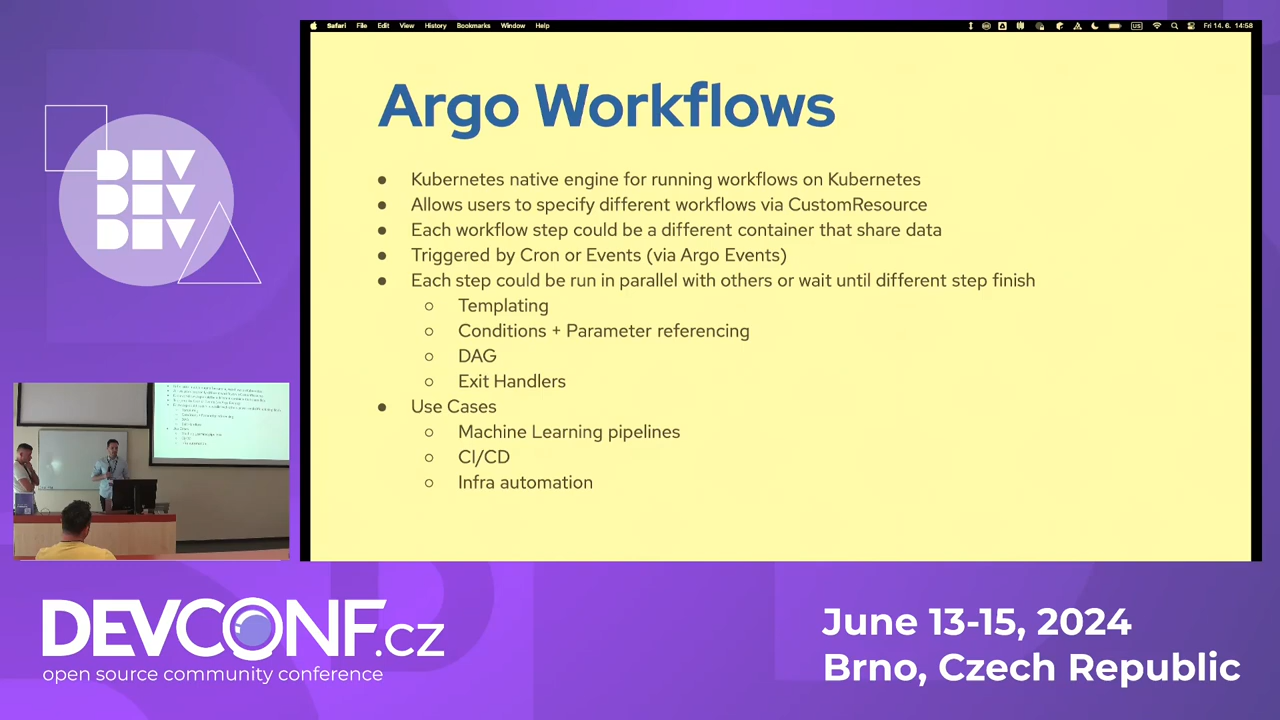 Safari File Edit View History Bookmarks Window Help
US
Fri 14. 6. 14:58
DEV
DEV
DEV
Argo Workflows
● Kubernetes native engine for running workflows on Kubernetes
● Allows users to specify different workflows via CustomResource
● Each workflow step could be a different container that share data
● Triggered by Cron or Events (via Argo Events)
● Each step could be run in parallel with others or wait until different step finish
○ Templating
○ Conditions + Parameter referencing
○ DAG
○ Exit Handlers
● Use Cases
○ Machine Learning pipelines
○ CI/CD
○ Infra automation
DEVCONF.cz
open source community conference
June 13-15, 2024
Brno, Czech Republic